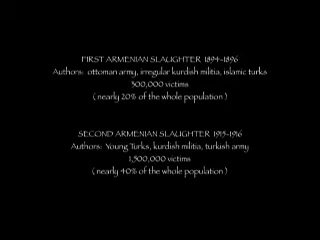 FIRST ARMENIAN SLAUGHTER 1894-1896
Authors: ottoman army, irregular kurdish militia, islamic turks
300,000 victims
( nearly 20% of the whole population )
SECOND ARMENIAN SLAUGHTER 1915-1916
Authors: Young Turks, kurdish militia, turkish army
1,500,000 victims
( nearly 40% of the whole population )